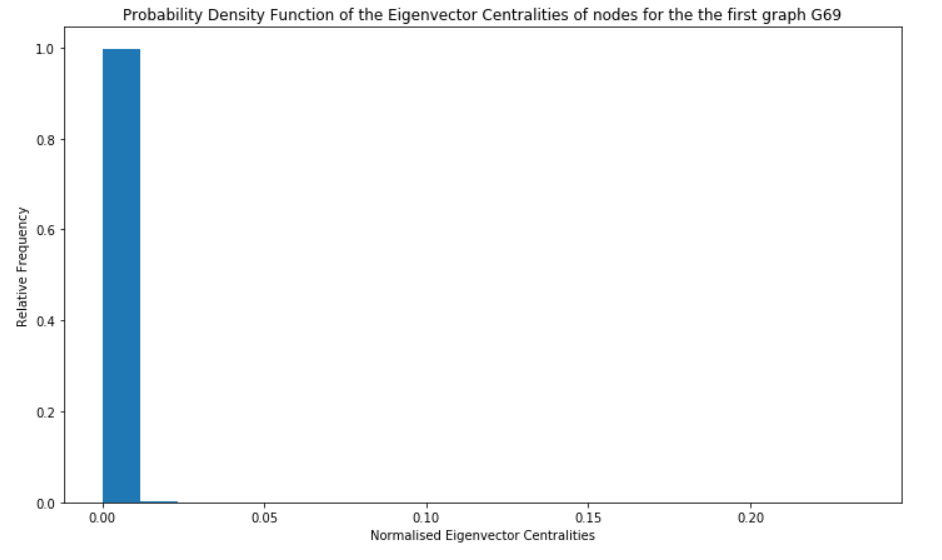 Probability Density Function of the Eigenvector Centralities of nodes for the the first graph G69
1.0
0.8
0.6
0.4
0.2
0.0
Relative Frequency
0.00 0.05 0.10 0.15 0.20
Normalised Eigenvector Centralities